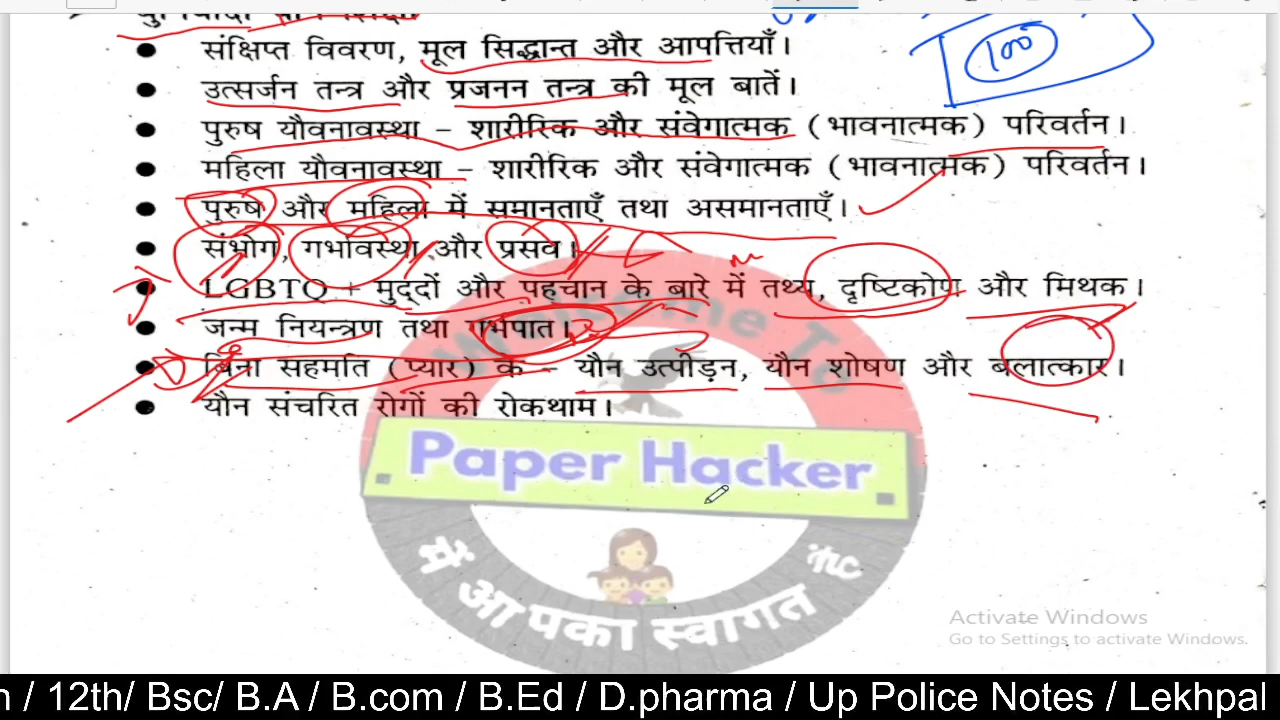 संक्षिप्त विवरण, मूल सिद्धान्त और आपत्तियाँ।
100
उत्सर्जन तन्त्र और प्रजनन तन्त्र की मूल बातें।
पुरुष यौवनावस्था – शारीरिक और संवेगात्मक (भावनात्मक) परिवर्तन।
महिला यौवनावस्था – शारीरिक और संवेगात्मक (भावनात्मक) परिवर्तन।
पुरुष और महिला में समानताएँ तथा असमानताएँ।
संभोग, गर्भावस्था और प्रसव।
LGBTQ + मुद्दों और पहचान के बारे में तथ्य, दृष्टिकोण और मिथक।
जन्म नियन्त्रण तथा गर्भपात।
बिना सहमति (प्यार) के – यौन उत्पीड़न, यौन शोषण और बलात्कार।
यौन संचरित रोगों की रोकथाम।
Welcome To
Paper Hacker
में आपका स्वागत
Activate Windows
Go to Settings to activate Windows.
/ 12th/ Bsc/ B.A / B.com / B.Ed / D.pharma / Up Police Notes / Lekhpal